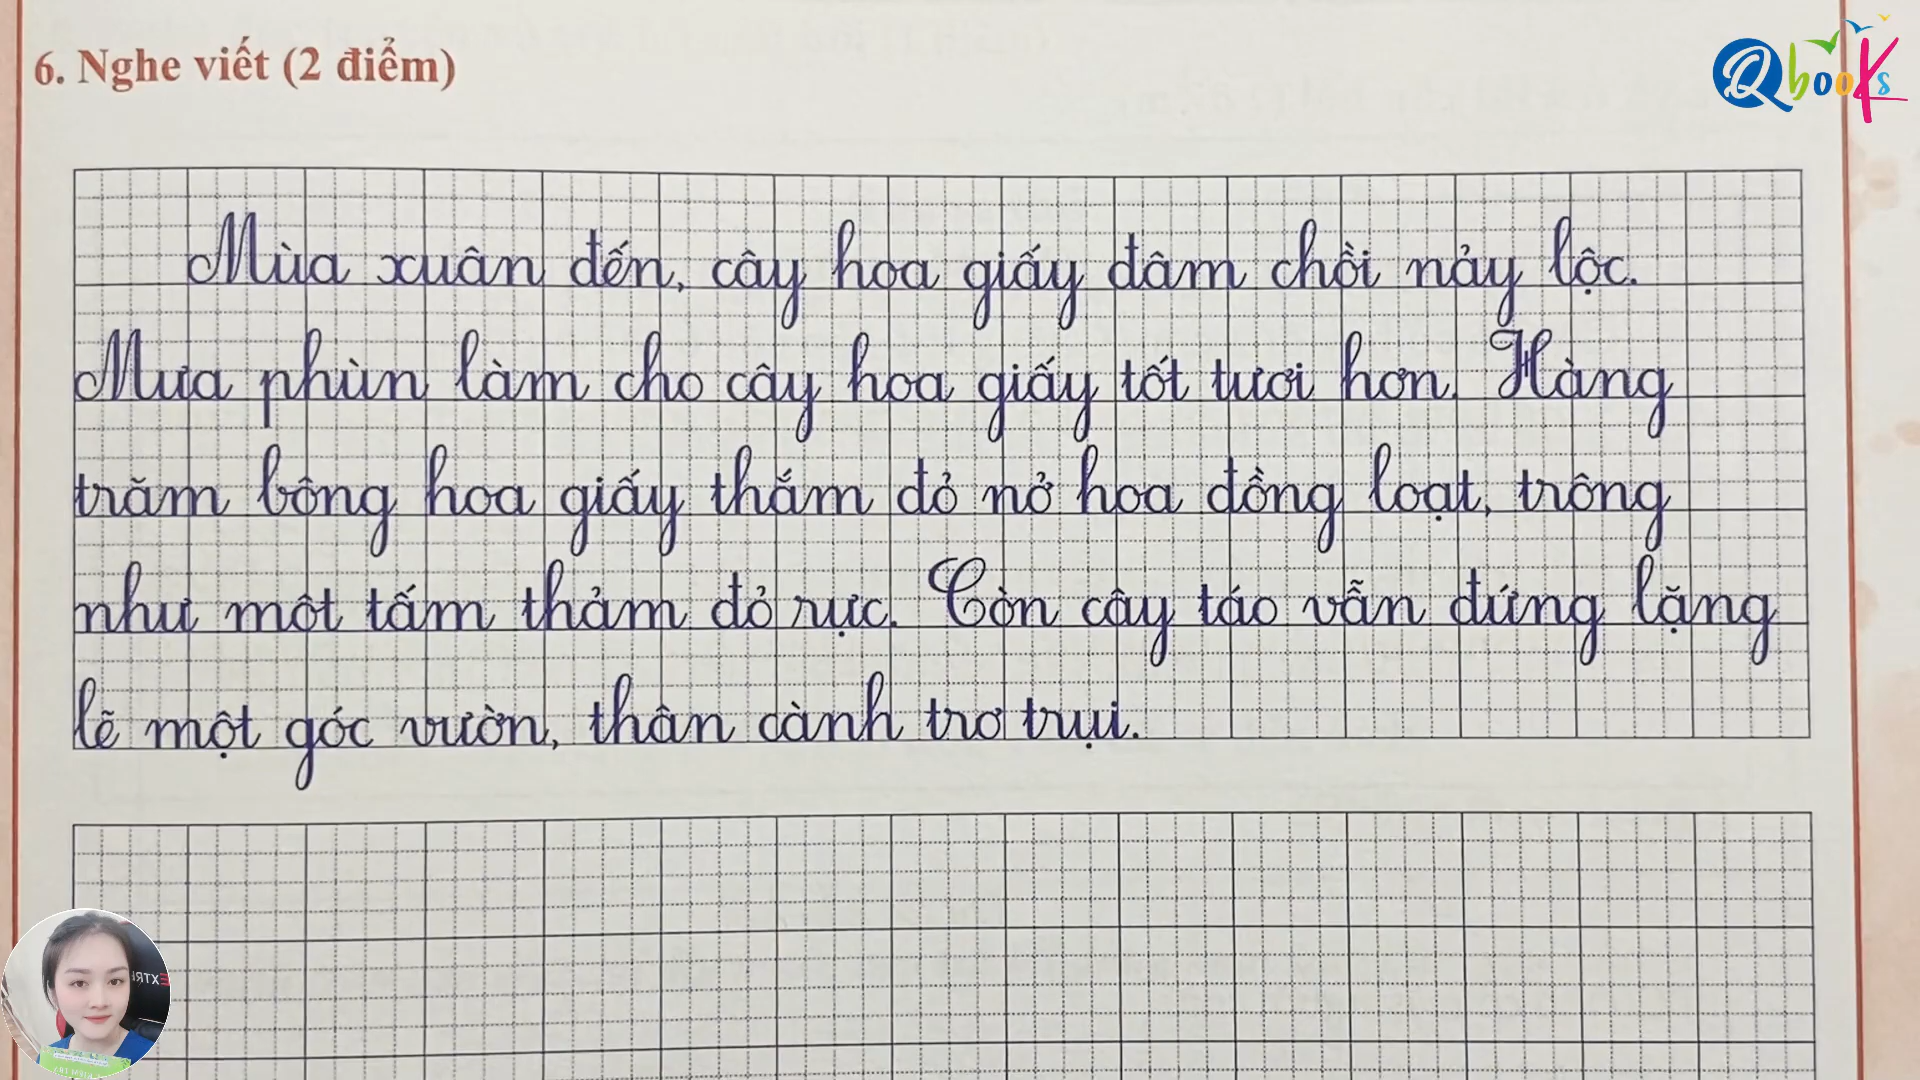 6. Nghe viết (2 điểm)
Qbooks
Mùa xuân đến, cây hoa giấy đâm chồi nảy lộc.
Mưa phùn làm cho cây hoa giấy tốt tươi hơn. Hàng
trăm bông hoa giấy thắm đỏ nở hoa đồng loạt, trông
như một tấm thảm đỏ rực. Còn cây táo vẫn đứng lặng
lẽ một góc vườn, thân cành trơ trụi.